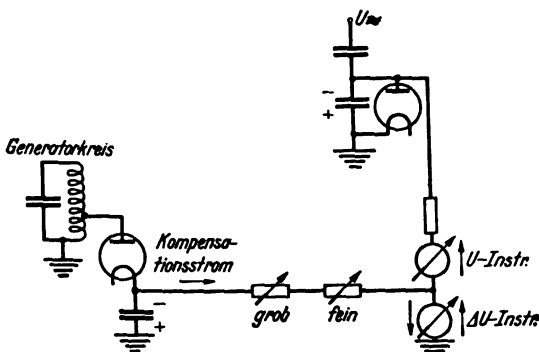 U≈
−
+
Generatorkreis
Kompensa-
tionsstrom
−
+
grob
fein
U-Instr.
ΔU-Instr.